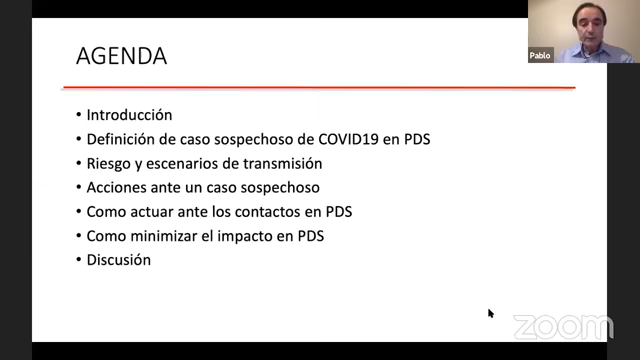 AGENDA
Pablo
• Introducción
• Definición de caso sospechoso de COVID19 en PDS
• Riesgo y escenarios de transmisión
• Acciones ante un caso sospechoso
• Como actuar ante los contactos en PDS
• Como minimizar el impacto en PDS
• Discusión
zoom